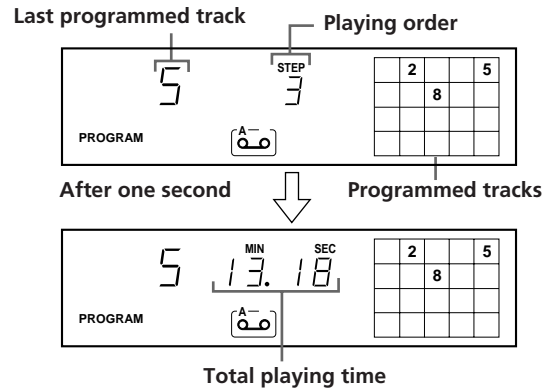 Last programmed track
Playing order
5
STEP
3
2 5
8
PROGRAM
A
After one second
Programmed tracks
5
MIN
SEC
13. 18
2 5
8
PROGRAM
A
Total playing time